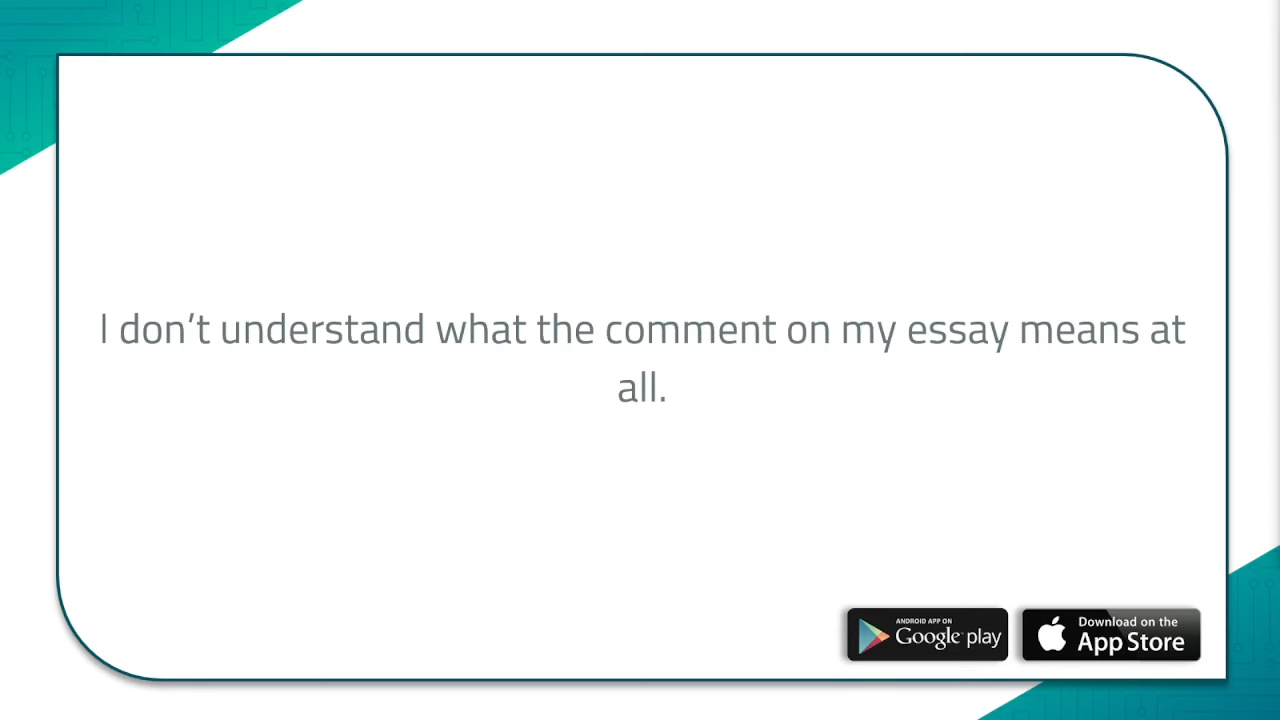 I don’t understand what the comment on my essay means at
all.
ANDROID APP ON
Google play
Download on the
App Store